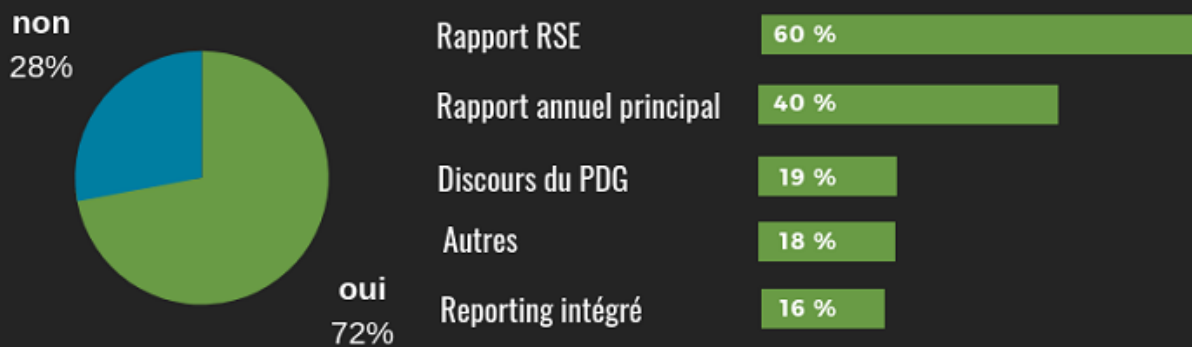 non
28%
oui
72%
Rapport RSE 60 %
Rapport annuel principal 40 %
Discours du PDG 19 %
Autres 18 %
Reporting intégré 16 %